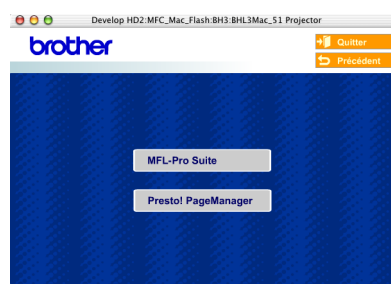 Develop HD2:MFC_Mac_Flash:BH3:BHL3Mac_51 Projector
brother
Quitter
Précédent
MFL-Pro Suite
Presto! PageManager